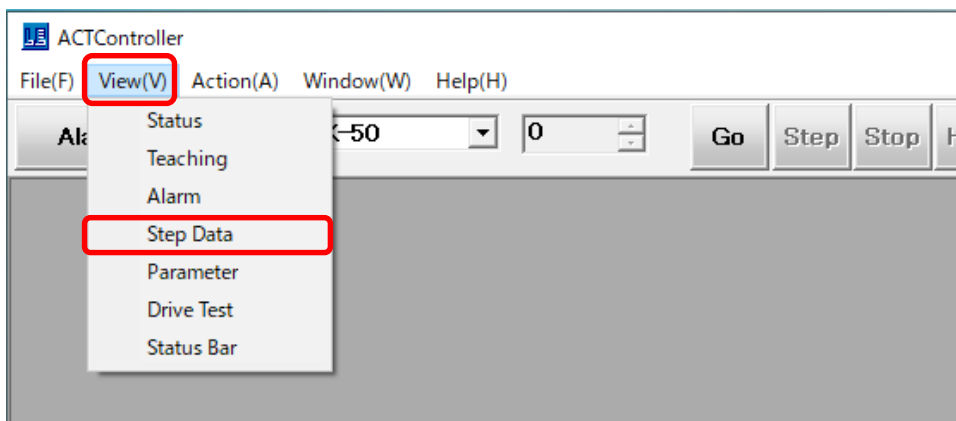 ACTController
File(F) View(V) Action(A) Window(W) Help(H)
-50 0 Go Step Stop
Status
Teaching
Alarm
Step Data
Parameter
Drive Test
Status Bar